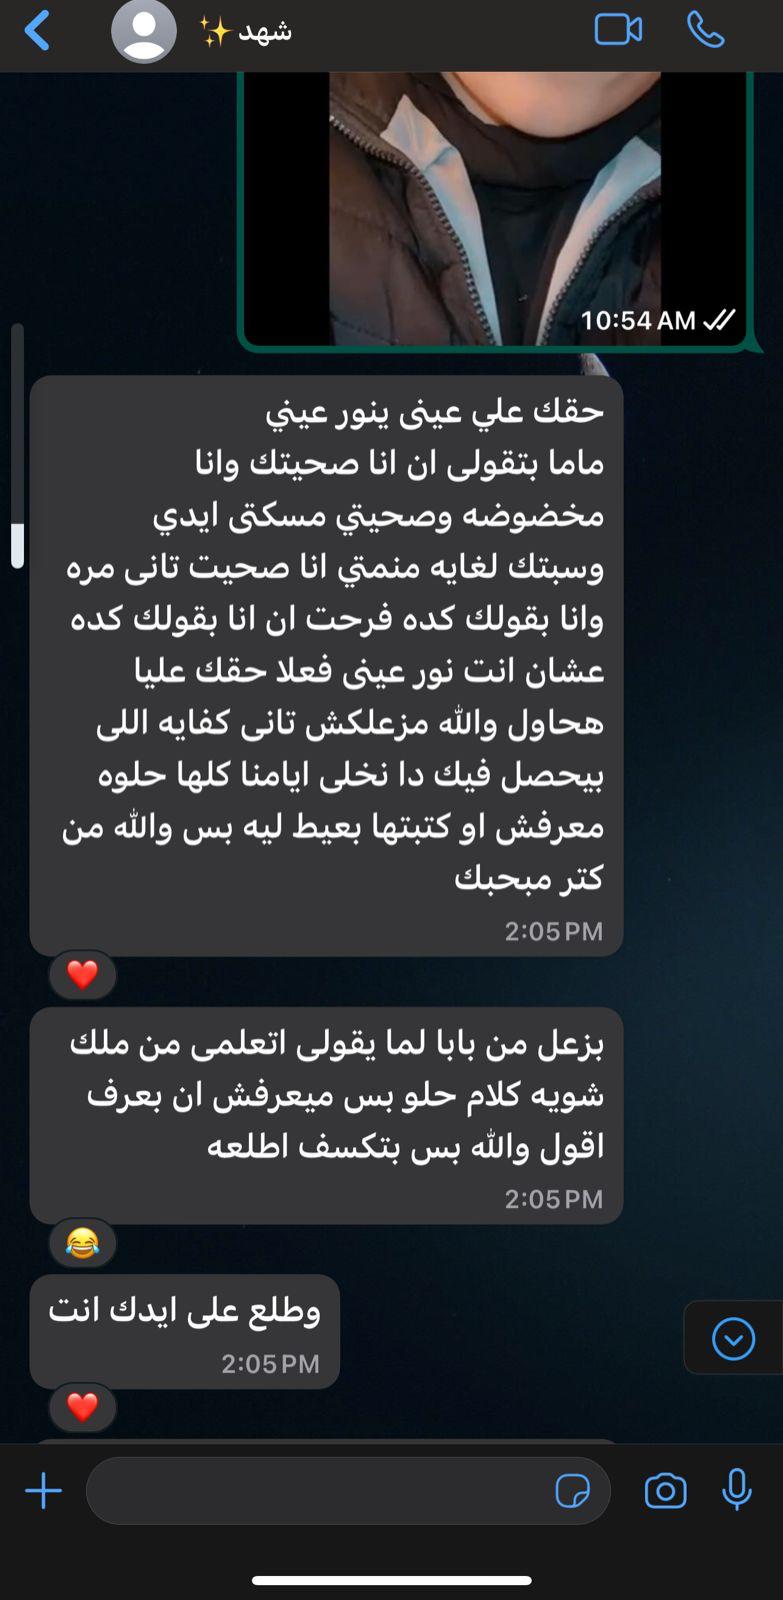 شهد ✨
10:54 AM
حقك علي عينى ينور عيني
ماما بتقولى ان انا صحيتك وانا
مخضوضه وصحيتي مسكتى ايدي
وسبتك لغايه منمتي انا صحيت تانى مره
وانا بقولك كده فرحت ان انا بقولك كده
عشان انت نور عينى فعلا حقك عليا
هحاول والله مزعلكش تانى كفايه اللى
بيحصل فيك دا نخلى ايامنا كلها حلوه
معرفش او كتبتها بعيط ليه بس والله من
كتر مبحبك
2:05 PM
❤️
بزعل من بابا لما يقولى اتعلمى من ملك
شويه كلام حلو بس ميعرفش ان بعرف
اقول والله بس بتكسف اطلعه
2:05 PM
😂
وطلع على ايدك انت
2:05 PM
❤️